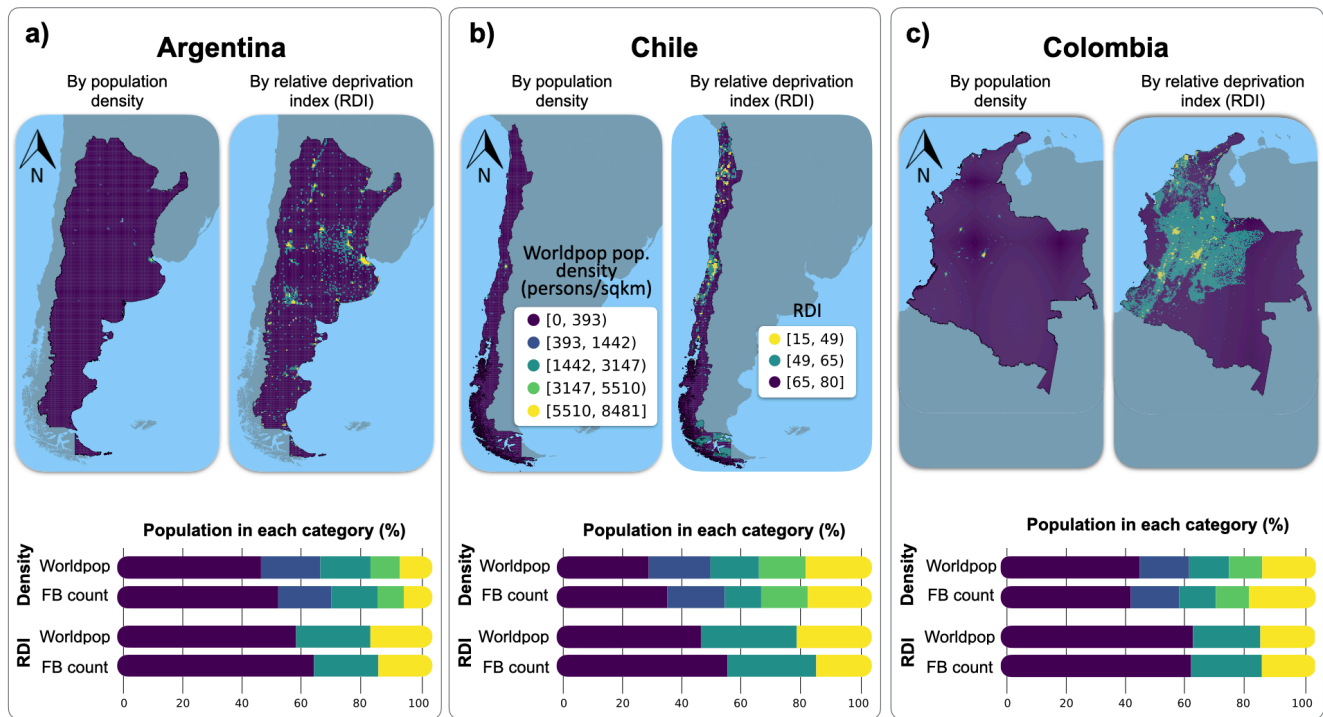 a)
Argentina
By population
density
By relative deprivation
index (RDI)
N
Population in each category (%)
Density
Worldpop
FB count
RDI
Worldpop
FB count
0 20 40 60 80 100
b)
Chile
By population
density
By relative deprivation
index (RDI)
N
Worldpop pop.
density
(persons/sqkm)
[0, 393)
[393, 1442)
[1442, 3147)
[3147, 5510)
[5510, 8481]
RDI
[15, 49)
[49, 65)
[65, 80]
Population in each category (%)
Density
Worldpop
FB count
RDI
Worldpop
FB count
0 20 40 60 80 100
c)
Colombia
By population
density
By relative deprivation
index (RDI)
N
Population in each category (%)
Density
Worldpop
FB count
RDI
Worldpop
FB count
0 20 40 60 80 100